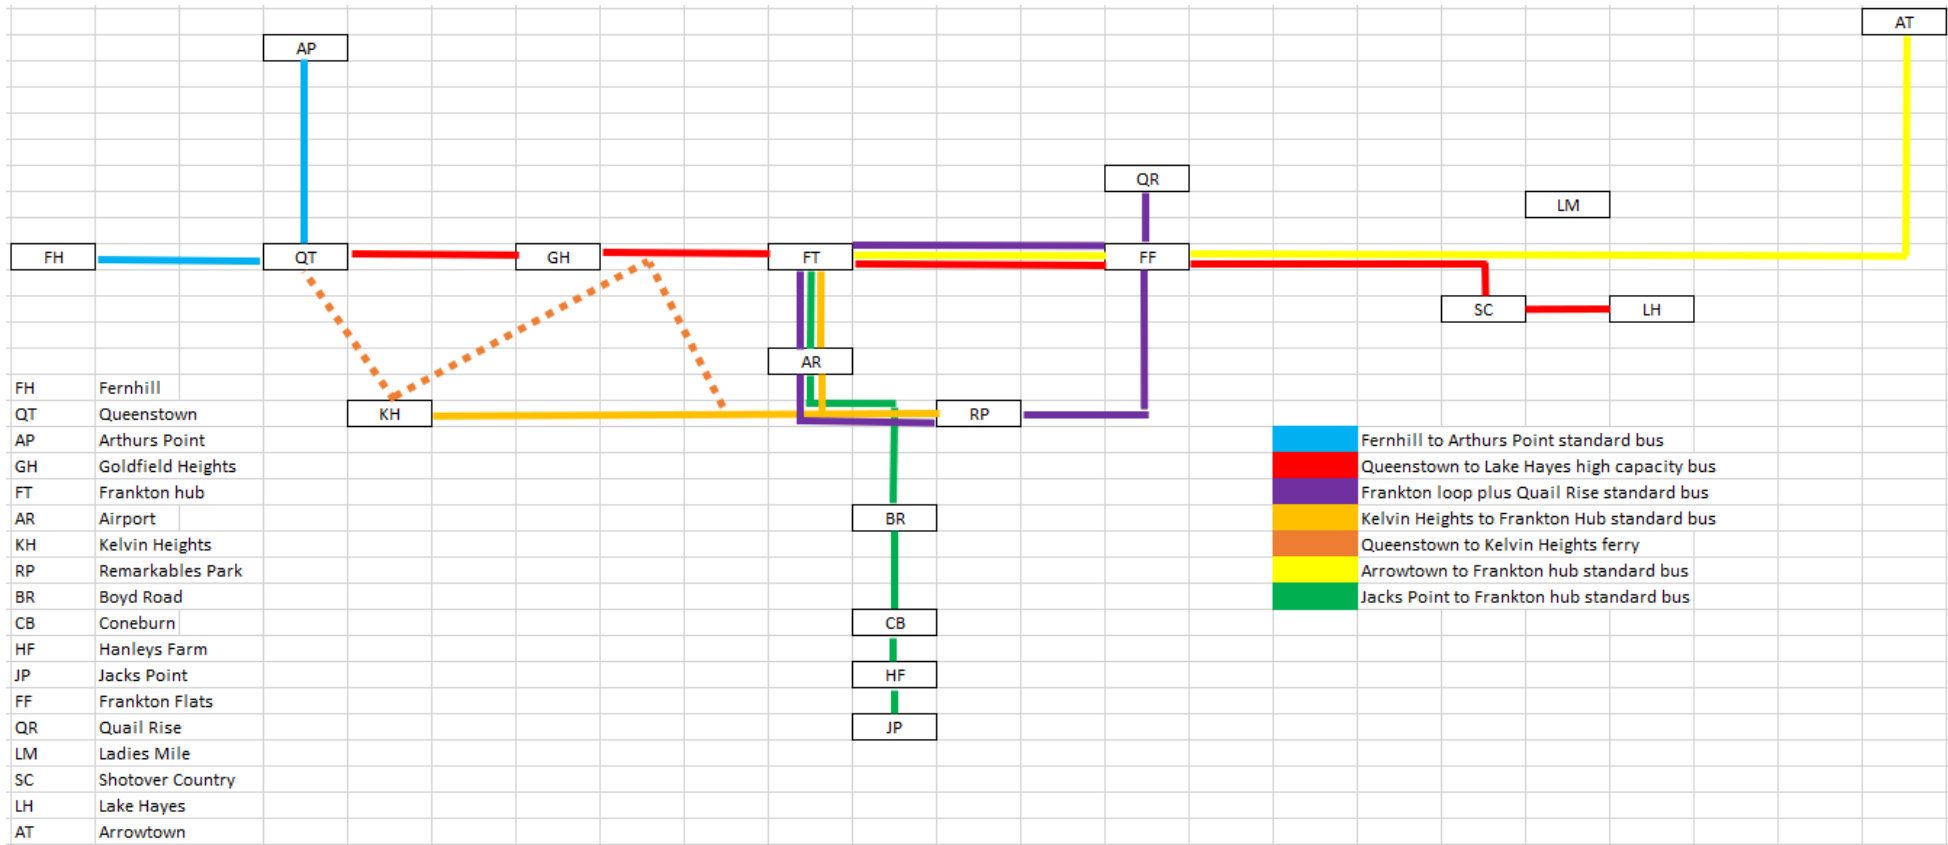 AT
AP
QR
LM
FH QT GH FT FF
SC LH
AR
FH Fernhill
QT Queenstown KH RP
AP Arthurs Point Fernhill to Arthurs Point standard bus
GH Goldfield Heights Queenstown to Lake Hayes high capacity bus
FT Frankton hub Frankton loop plus Quail Rise standard bus
AR Airport BR Kelvin Heights to Frankton Hub standard bus
KH Kelvin Heights Queenstown to Kelvin Heights ferry
RP Remarkables Park Arrowtown to Frankton hub standard bus
BR Boyd Road Jacks Point to Frankton hub standard bus
CB Coneburn CB
HF Hanleys Farm
JP Jacks Point HF
FF Frankton Flats
QR Quail Rise JP
LM Ladies Mile
SC Shotover Country
LH Lake Hayes
AT Arrowtown